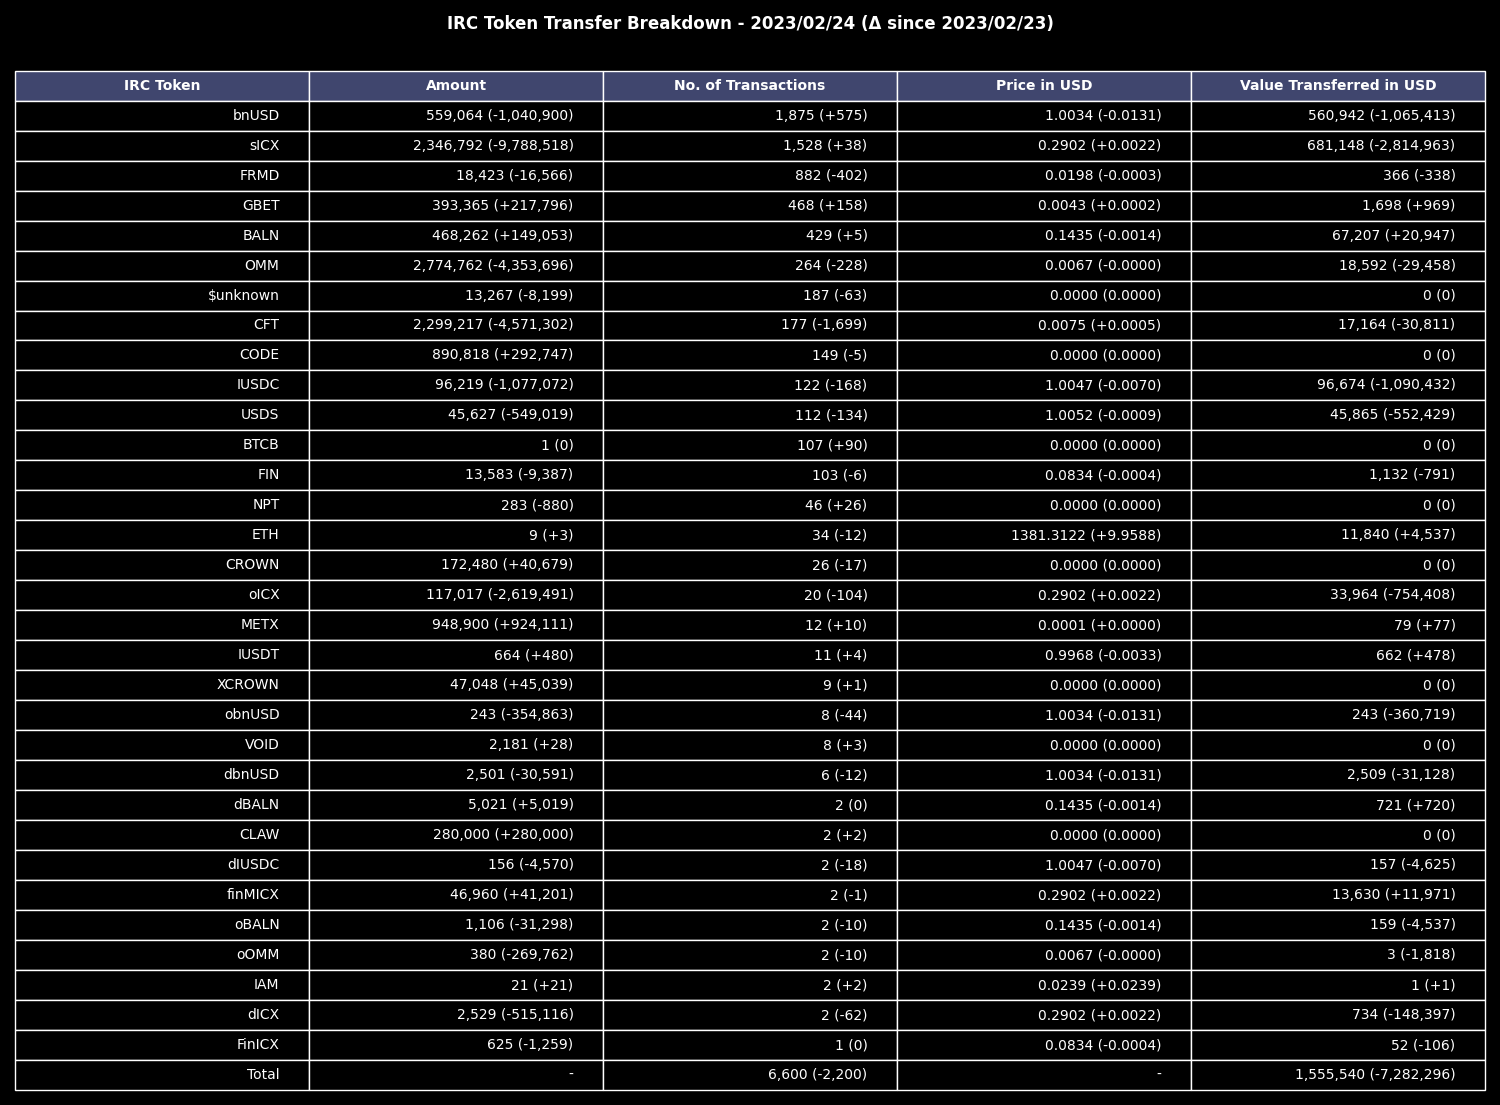 IRC Token Transfer Breakdown - 2023/02/24 (Δ since 2023/02/23)
IRC Token Amount No. of Transactions Price in USD Value Transferred in USD
bnUSD 559,064 (-1,040,900) 1,875 (+575) 1.0034 (-0.0131) 560,942 (-1,065,413)
sICX 2,346,792 (-9,788,518) 1,528 (+38) 0.2902 (+0.0022) 681,148 (-2,814,963)
FRMD 18,423 (-16,566) 882 (-402) 0.0198 (-0.0003) 366 (-338)
GBET 393,365 (+217,796) 468 (+158) 0.0043 (+0.0002) 1,698 (+969)
BALN 468,262 (+149,053) 429 (+5) 0.1435 (-0.0014) 67,207 (+20,947)
OMM 2,774,762 (-4,353,696) 264 (-228) 0.0067 (-0.0000) 18,592 (-29,458)
$unknown 13,267 (-8,199) 187 (-63) 0.0000 (0.0000) 0 (0)
CFT 2,299,217 (-4,571,302) 177 (-1,699) 0.0075 (+0.0005) 17,164 (-30,811)
CODE 890,818 (+292,747) 149 (-5) 0.0000 (0.0000) 0 (0)
IUSDC 96,219 (-1,077,072) 122 (-168) 1.0047 (-0.0070) 96,674 (-1,090,432)
USDS 45,627 (-549,019) 112 (-134) 1.0052 (-0.0009) 45,865 (-552,429)
BTCB 1 (0) 107 (+90) 0.0000 (0.0000) 0 (0)
FIN 13,583 (-9,387) 103 (-6) 0.0834 (-0.0004) 1,132 (-791)
NPT 283 (-880) 46 (+26) 0.0000 (0.0000) 0 (0)
ETH 9 (+3) 34 (-12) 1381.3122 (+9.9588) 11,840 (+4,537)
CROWN 172,480 (+40,679) 26 (-17) 0.0000 (0.0000) 0 (0)
oICX 117,017 (-2,619,491) 20 (-104) 0.2902 (+0.0022) 33,964 (-754,408)
METX 948,900 (+924,111) 12 (+10) 0.0001 (+0.0000) 79 (+77)
IUSDT 664 (+480) 11 (+4) 0.9968 (-0.0033) 662 (+478)
XCROWN 47,048 (+45,039) 9 (+1) 0.0000 (0.0000) 0 (0)
obnUSD 243 (-354,863) 8 (-44) 1.0034 (-0.0131) 243 (-360,719)
VOID 2,181 (+28) 8 (+3) 0.0000 (0.0000) 0 (0)
dbnUSD 2,501 (-30,591) 6 (-12) 1.0034 (-0.0131) 2,509 (-31,128)
dBALN 5,021 (+5,019) 2 (0) 0.1435 (-0.0014) 721 (+720)
CLAW 280,000 (+280,000) 2 (+2) 0.0000 (0.0000) 0 (0)
dIUSDC 156 (-4,570) 2 (-18) 1.0047 (-0.0070) 157 (-4,625)
finMICX 46,960 (+41,201) 2 (-1) 0.2902 (+0.0022) 13,630 (+11,971)
oBALN 1,106 (-31,298) 2 (-10) 0.1435 (-0.0014) 159 (-4,537)
oOMM 380 (-269,762) 2 (-10) 0.0067 (-0.0000) 3 (-1,818)
IAM 21 (+21) 2 (+2) 0.0239 (+0.0239) 1 (+1)
dICX 2,529 (-515,116) 2 (-62) 0.2902 (+0.0022) 734 (-148,397)
FinICX 625 (-1,259) 1 (0) 0.0834 (-0.0004) 52 (-106)
Total - 6,600 (-2,200) - 1,555,540 (-7,282,296)